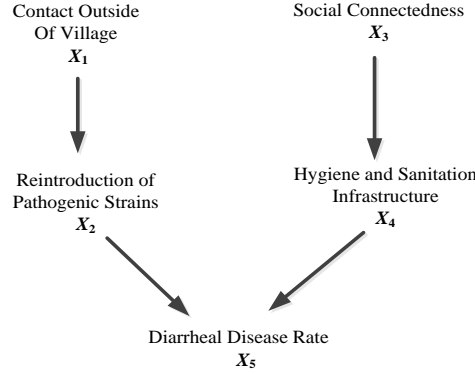 Contact Outside
Of Village
X1
Social Connectedness
X3
Reintroduction of
Pathogenic Strains
X2
Hygiene and Sanitation
Infrastructure
X4
Diarrheal Disease Rate
X5